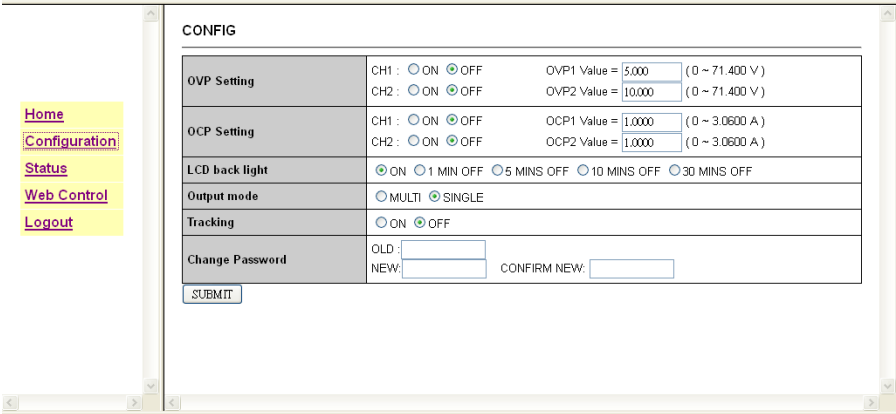 Home
Configuration
Status
Web Control
Logout
CONFIG
OVP Setting
CH1 : ON OFF OVP1 Value = 5.000 ( 0 ~ 71.400 V )
CH2 : ON OFF OVP2 Value = 10.000 ( 0 ~ 71.400 V )
OCP Setting
CH1 : ON OFF OCP1 Value = 1.0000 ( 0 ~ 3.0600 A )
CH2 : ON OFF OCP2 Value = 1.0000 ( 0 ~ 3.0600 A )
LCD back light ON 1 MIN OFF 5 MINS OFF 10 MINS OFF 30 MINS OFF
Output mode MULTI SINGLE
Tracking ON OFF
Change Password
OLD :
NEW: CONFIRM NEW:
SUBMIT